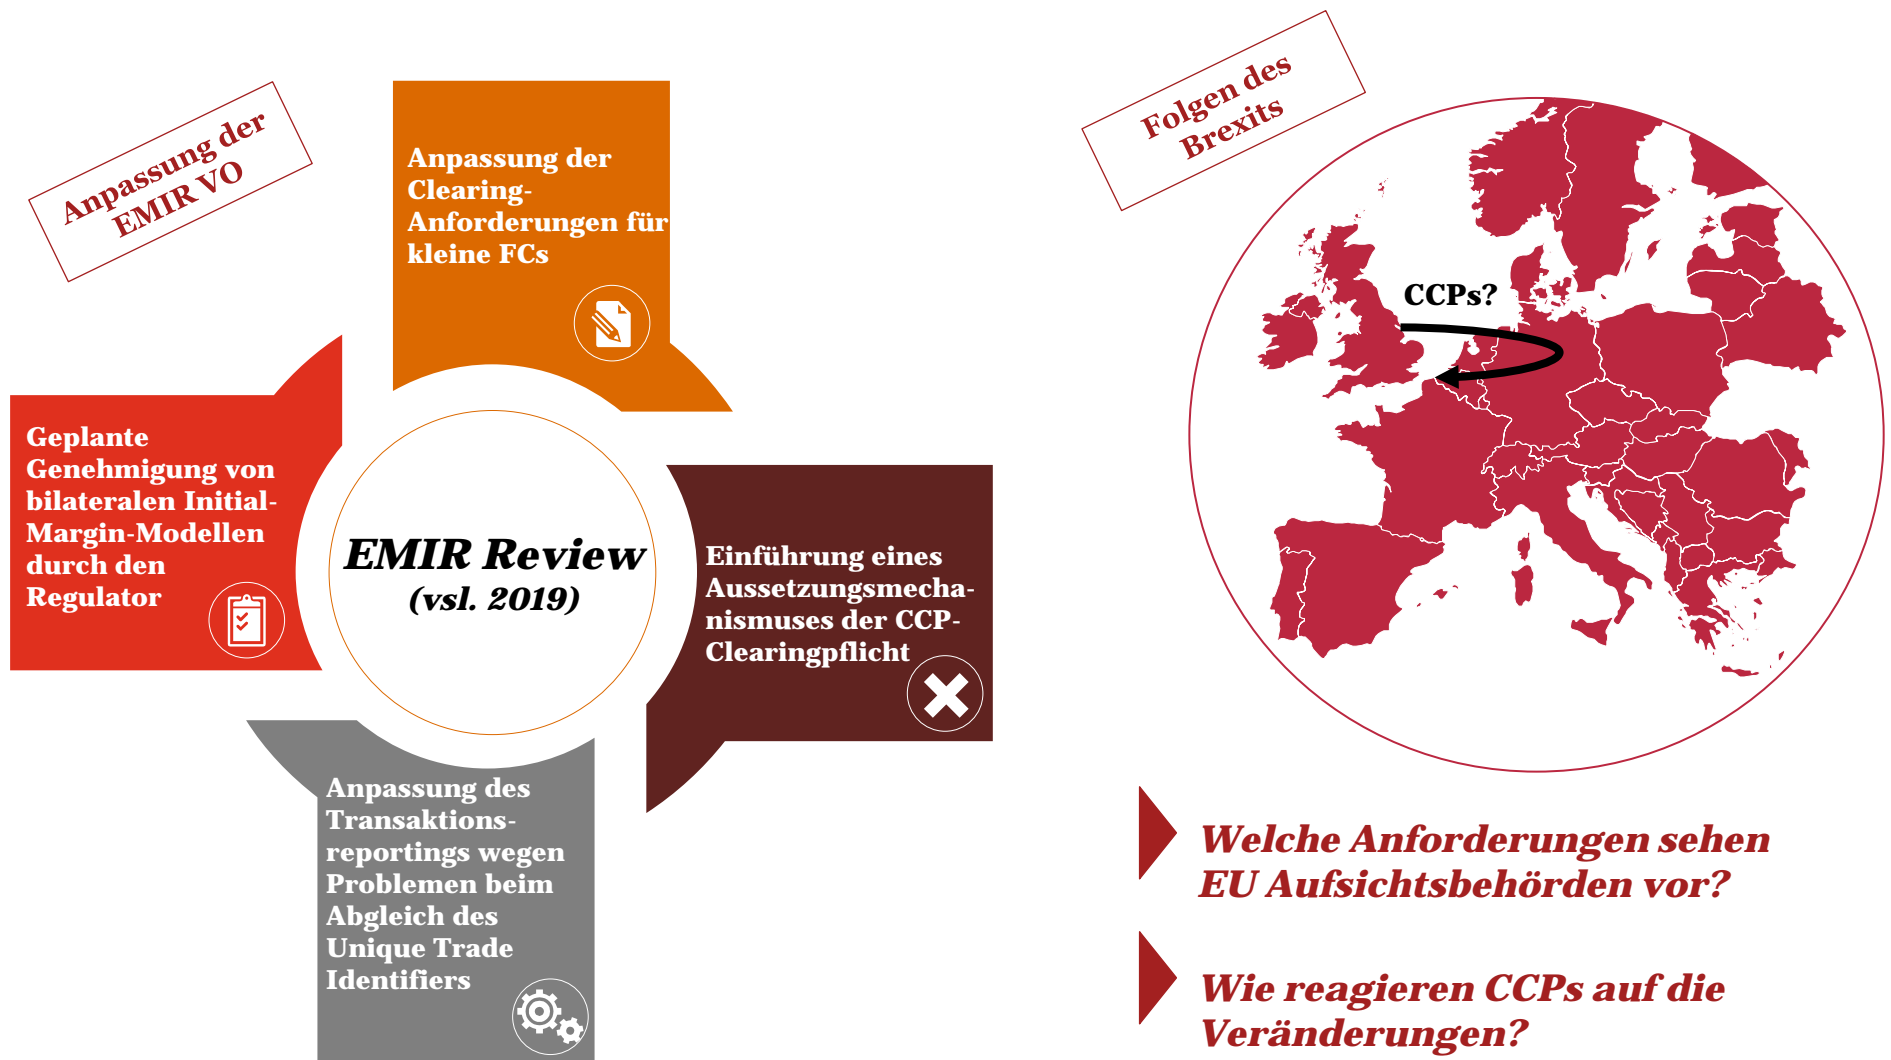 Anpassung der
EMIR VO
Anpassung der
Clearing-
Anforderungen für
kleine FCs
Geplante
Genehmigung von
bilateralen Initial-
Margin-Modellen
durch den
Regulator
EMIR Review
(vsl. 2019)
Einführung eines
Aussetzungsmecha-
nismuses der CCP-
Clearingpflicht
Anpassung des
Transaktions-
reportings wegen
Problemen beim
Abgleich des
Unique Trade
Identifiers
Folgen des
Brexits
CCPs?
Welche Anforderungen sehen
EU Aufsichtsbehörden vor?
Wie reagieren CCPs auf die
Veränderungen?